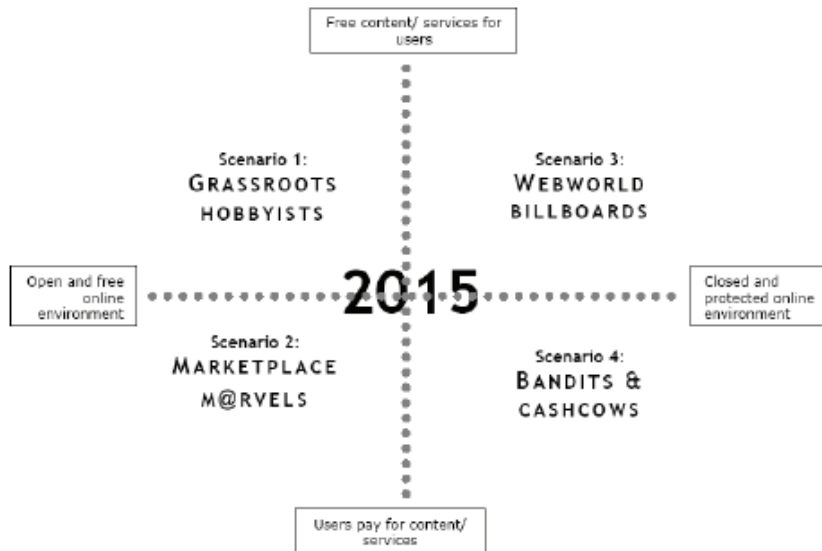 Free content/ services for
users
Scenario 1:
GRASSROOTS
HOBBYISTS
Scenario 3:
WEBWORLD
BILLBOARDS
Open and free
online
environment
2015
Closed and
protected online
environment
Scenario 2:
MARKETPLACE
M@RVELS
Scenario 4:
BANDITS &
CASHCOWS
Users pay for content/
services